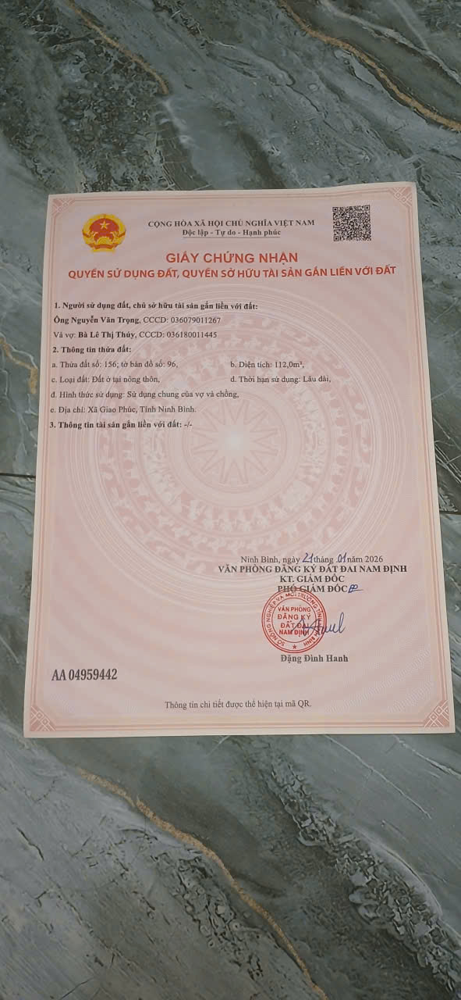 CỘNG HÒA XÃ HỘI CHỦ NGHĨA VIỆT NAM
Độc lập - Tự do - Hạnh phúc
GIẤY CHỨNG NHẬN
QUYỀN SỬ DỤNG ĐẤT, QUYỀN SỞ HỮU TÀI SẢN GẮN LIỀN VỚI ĐẤT
1. Người sử dụng đất, chủ sở hữu tài sản gắn liền với đất:
Ông Nguyễn Văn Trọng, CCCD: 036079011267
Và vợ: Bà Lê Thị Thúy, CCCD: 036180011445
2. Thông tin thửa đất:
a. Thửa đất số: 156; tờ bản đồ số: 96, b. Diện tích: 112,0m²,
c. Loại đất: Đất ở tại nông thôn, d. Thời hạn sử dụng: Lâu dài,
đ. Hình thức sử dụng: Sử dụng chung của vợ và chồng,
e. Địa chỉ: Xã Giao Phúc, Tỉnh Ninh Bình.
3. Thông tin tài sản gắn liền với đất: -/-
Ninh Bình, ngày 21 tháng 01 năm 2026
VĂN PHÒNG ĐĂNG KÝ ĐẤT ĐAI NAM ĐỊNH
KT. GIÁM ĐỐC
PHÓ GIÁM ĐỐC
VĂN PHÒNG
ĐĂNG KÝ
ĐẤT ĐAI
NAM ĐỊNH
Đặng Đình Hanh
AA 04959442
Thông tin chi tiết được thể hiện tại mã QR.